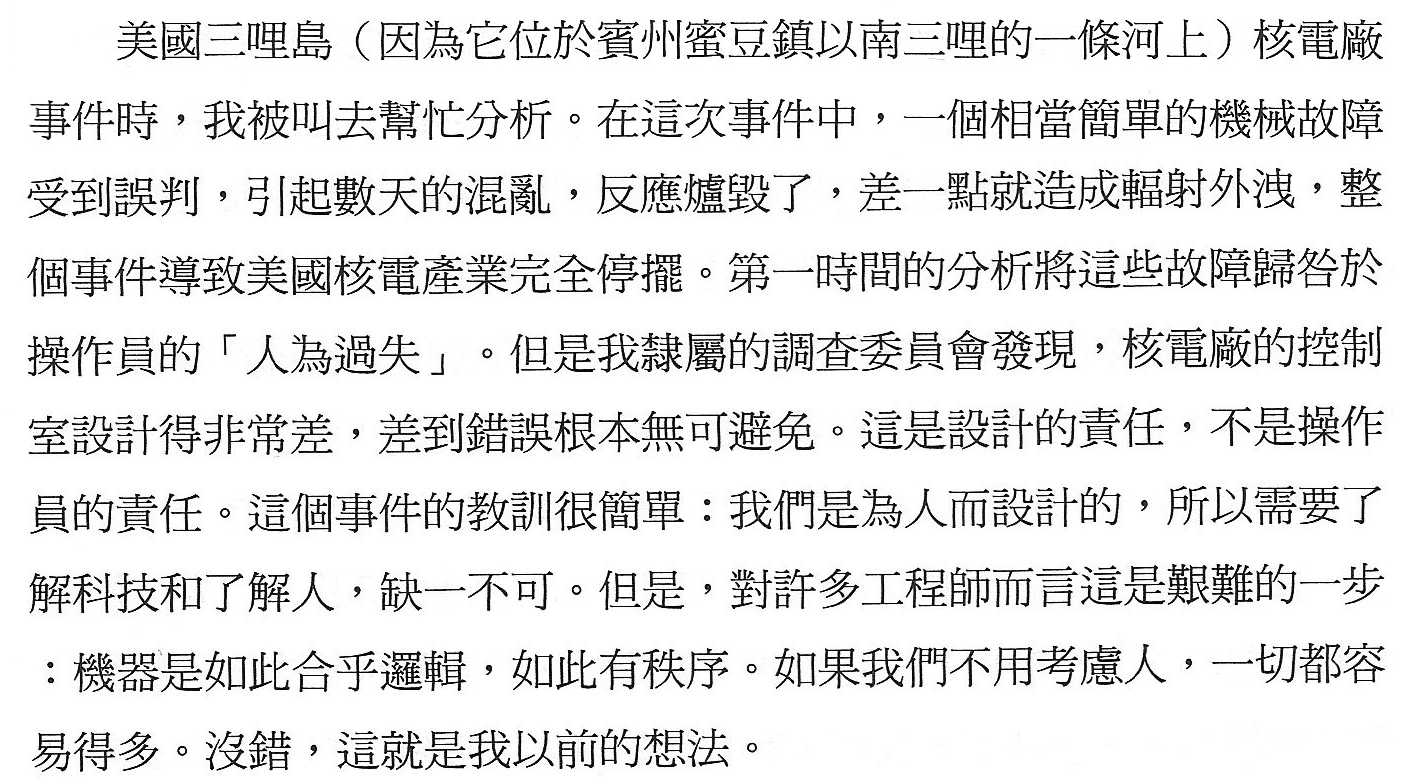 美國三哩島（因為它位於賓州蜜豆鎮以南三哩的一條河上）核電廠
事件時，我被叫去幫忙分析。在這次事件中，一個相當簡單的機械故障
受到誤判，引起數天的混亂，反應爐毀了，差一點就造成輻射外洩，整
個事件導致美國核電產業完全停擺。第一時間的分析將這些故障歸咎於
操作員的「人為過失」。但是我隸屬的調查委員會發現，核電廠的控制
室設計得非常差，差到錯誤根本無可避免。這是設計的責任，不是操作
員的責任。這個事件的教訓很簡單：我們是為人而設計的，所以需要了
解科技和了解人，缺一不可。但是，對許多工程師而言這是艱難的一步
：機器是如此合乎邏輯，如此有秩序。如果我們不用考慮人，一切都容
易得多。沒錯，這就是我以前的想法。